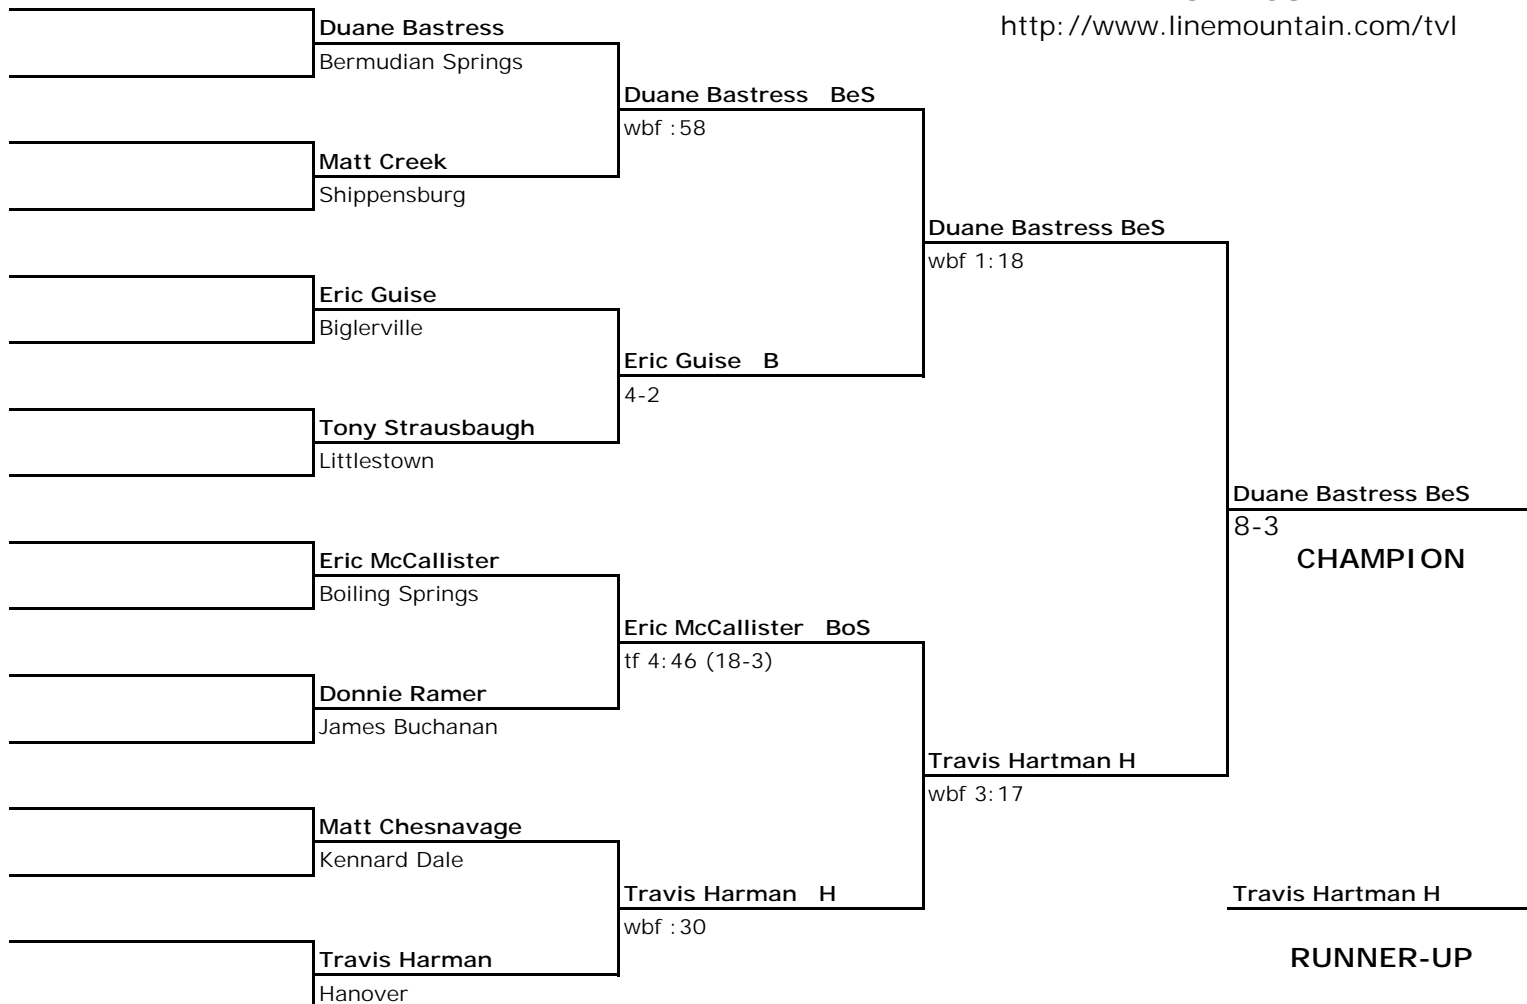 http://www.linemountain.com/tvl
Duane Bastress
Bermudian Springs
Duane Bastress BeS
wbf :58
Matt Creek
Shippensburg
Duane Bastress BeS
wbf 1:18
Eric Guise
Biglerville
Eric Guise B
4-2
Tony Strausbaugh
Littlestown
Duane Bastress BeS
8-3
CHAMPION
Eric McCallister
Boiling Springs
Eric McCallister BoS
tf 4:46 (18-3)
Donnie Ramer
James Buchanan
Travis Hartman H
wbf 3:17
Matt Chesnavage
Kennard Dale
Travis Harman H
wbf :30
Travis Hartman H
RUNNER-UP
Travis Harman
Hanover